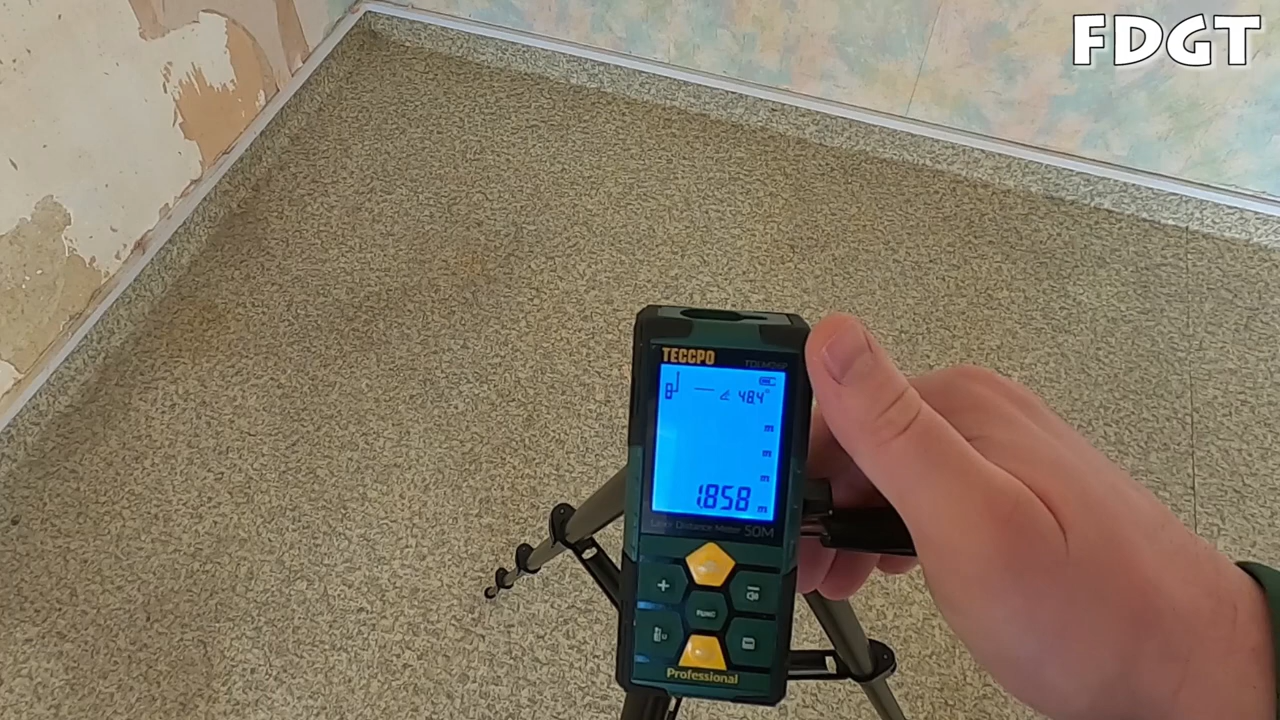 FDGT
TECCPO
48.4°
m
m
m
1.858 m
Laser Distance Meter 50M
+
FUNC
Professional